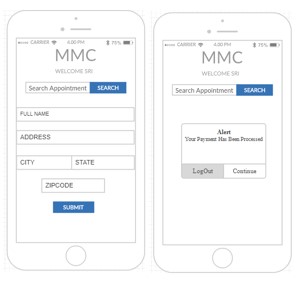 CARRIER 4:00 PM 75%
MMC
WELCOME SRI
Search Appointment SEARCH
FULL NAME
ADDRESS
CITY STATE
ZIPCODE
SUBMIT
CARRIER 4:00 PM 75%
MMC
WELCOME SRI
Search Appointment SEARCH
Alert
Your Payment Has Been Processed
LogOut Continue